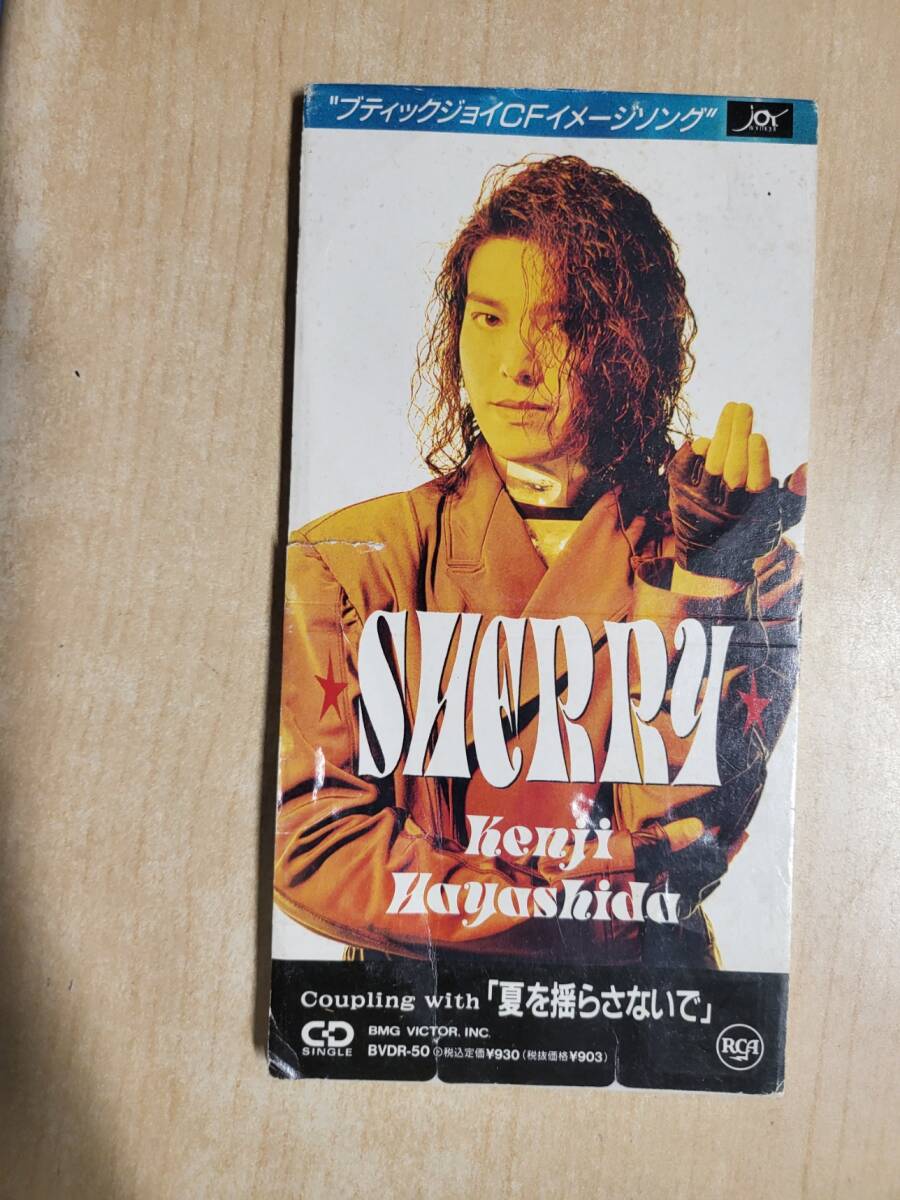 "ブティックジョイCFイメージソング"
JOY
SHERRY
Kenji
Hayashida
Coupling with「夏を揺らさないで」
CD
SINGLE
BMG VICTOR, INC.
BVDR-50 Ⓟ税込定価¥930(税抜価格¥903)
RCA